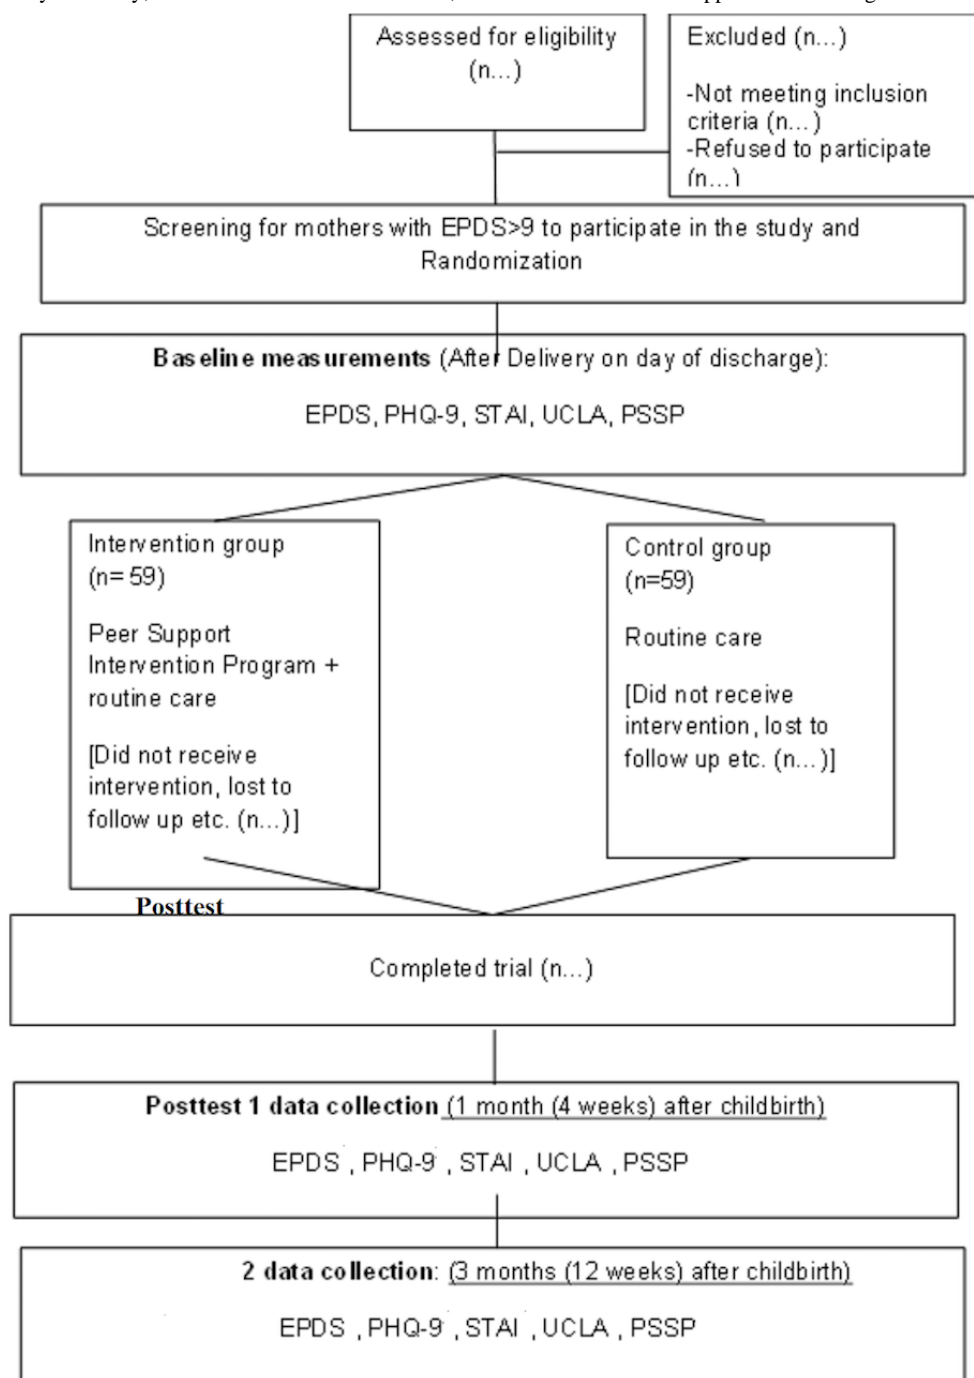 Assessed for eligibility
(n...)
Excluded (n...)
-Not meeting inclusion
criteria (n...)
-Refused to participate
(n...)
Screening for mothers with EPDS>9 to participate in the study and
Randomization
Baseline measurements (After Delivery on day of discharge):
EPDS, PHQ-9, STAI, UCLA, PSSP
Intervention group
(n= 59)
Peer Support
Intervention Program +
routine care
[Did not receive
intervention, lost to
follow up etc. (n...)]
Control group
(n=59)
Routine care
[Did not receive
intervention, lost to
follow up etc. (n...)]
Posttest
Completed trial (n...)
Posttest 1 data collection (1 month (4 weeks) after childbirth)
EPDS , PHQ-9 , STAI , UCLA , PSSP
2 data collection: (3 months (12 weeks) after childbirth)
EPDS , PHQ-9 , STAI , UCLA , PSSP